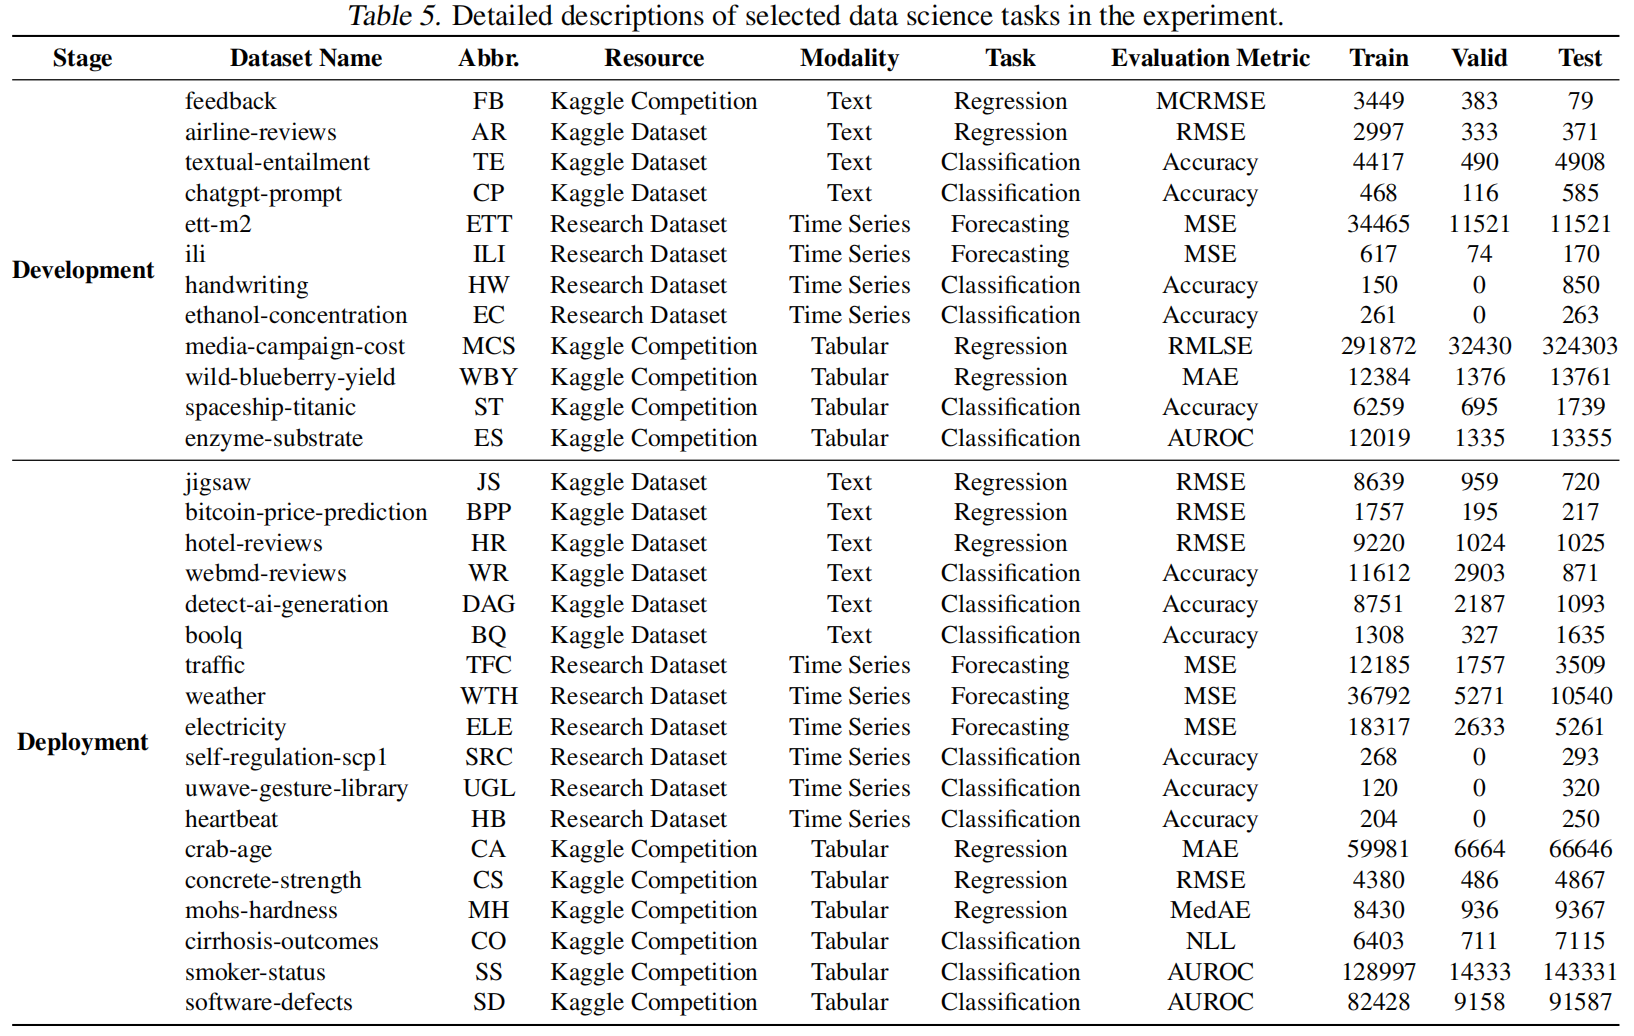 Table 5. Detailed descriptions of selected data science tasks in the experiment.
Stage Dataset Name Abbr. Resource Modality Task Evaluation Metric Train Valid Test
feedback FB Kaggle Competition Text Regression MCRMSE 3449 383 79
airline-reviews AR Kaggle Dataset Text Regression RMSE 2997 333 371
textual-entailment TE Kaggle Dataset Text Classification Accuracy 4417 490 4908
chatgpt-prompt CP Kaggle Dataset Text Classification Accuracy 468 116 585
ett-m2 ETT Research Dataset Time Series Forecasting MSE 34465 11521 11521
ili ILI Research Dataset Time Series Forecasting MSE 617 74 170
Development
handwriting HW Research Dataset Time Series Classification Accuracy 150 0 850
ethanol-concentration EC Research Dataset Time Series Classification Accuracy 261 0 263
media-campaign-cost MCS Kaggle Competition Tabular Regression RMLSE 291872 32430 324303
wild-blueberry-yield WBY Kaggle Competition Tabular Regression MAE 12384 1376 13761
spaceship-titanic ST Kaggle Competition Tabular Classification Accuracy 6259 695 1739
enzyme-substrate ES Kaggle Competition Tabular Classification AUROC 12019 1335 13355
jigsaw JS Kaggle Dataset Text Regression RMSE 8639 959 720
bitcoin-price-prediction BPP Kaggle Dataset Text Regression RMSE 1757 195 217
hotel-reviews HR Kaggle Dataset Text Regression RMSE 9220 1024 1025
webmd-reviews WR Kaggle Dataset Text Classification Accuracy 11612 2903 871
detect-ai-generation DAG Kaggle Dataset Text Classification Accuracy 8751 2187 1093
boolq BQ Kaggle Dataset Text Classification Accuracy 1308 327 1635
traffic TFC Research Dataset Time Series Forecasting MSE 12185 1757 3509
weather WTH Research Dataset Time Series Forecasting MSE 36792 5271 10540
electricity ELE Research Dataset Time Series Forecasting MSE 18317 2633 5261
Deployment
self-regulation-scp1 SRC Research Dataset Time Series Classification Accuracy 268 0 293
uwave-gesture-library UGL Research Dataset Time Series Classification Accuracy 120 0 320
heartbeat HB Research Dataset Time Series Classification Accuracy 204 0 250
crab-age CA Kaggle Competition Tabular Regression MAE 59981 6664 66646
concrete-strength CS Kaggle Competition Tabular Regression RMSE 4380 486 4867
mohs-hardness MH Kaggle Competition Tabular Regression MedAE 8430 936 9367
cirrhosis-outcomes CO Kaggle Competition Tabular Classification NLL 6403 711 7115
smoker-status SS Kaggle Competition Tabular Classification AUROC 128997 14333 143331
software-defects SD Kaggle Competition Tabular Classification AUROC 82428 9158 91587